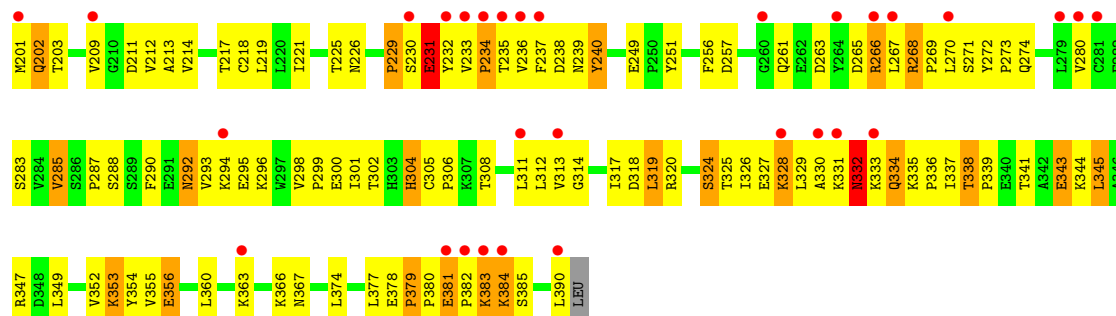 M201 Q202 T203 V209 G210 D211 V212 A213 V214 T217 C218 L219 L220 I221 T225 N226 P229 S230 E231 Y232 V233 P234 T235 V236 F237 D238 N239 Y240 E249 P250 Y251 F256 D257 G260 Q261 E262 D263 Y264 D265 R266 L267 R268 P269 L270 S271 Y272 P273 Q274 L279 V280 C281
S283 V284 V285 S286 P287 S288 S289 F290 E291 N292 V293 K294 E295 K296 W297 V298 P299 E300 I301 T302 H303 H304 C305 P306 K307 T308 L311 L312 V313 G314 I317 D318 L319 R320 S324 T325 I326 E327 K328 L329 A330 K331 N332 K333 Q334 K335 P336 I337 T338 P339 E340 T341 A342 E343 K344 L345
R347 D348 L349 V352 K353 Y354 V355 E356 L360 K363 K366 N367 L374 L377 E378 P379 P380 E381 P382 K383 K384 S385 L390 LEU